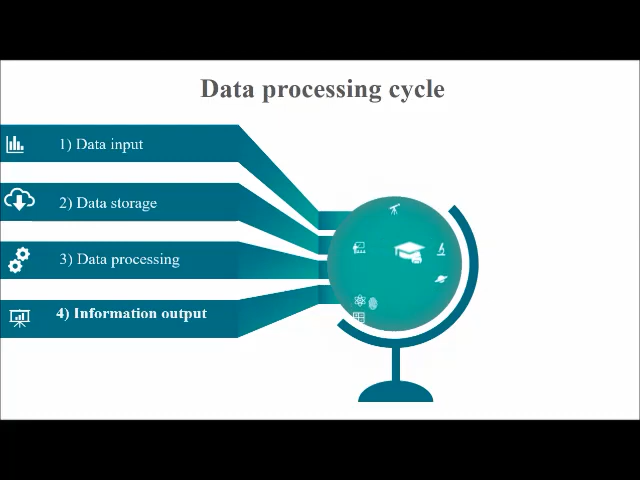 Data processing cycle
1) Data input
2) Data storage
3) Data processing
4) Information output